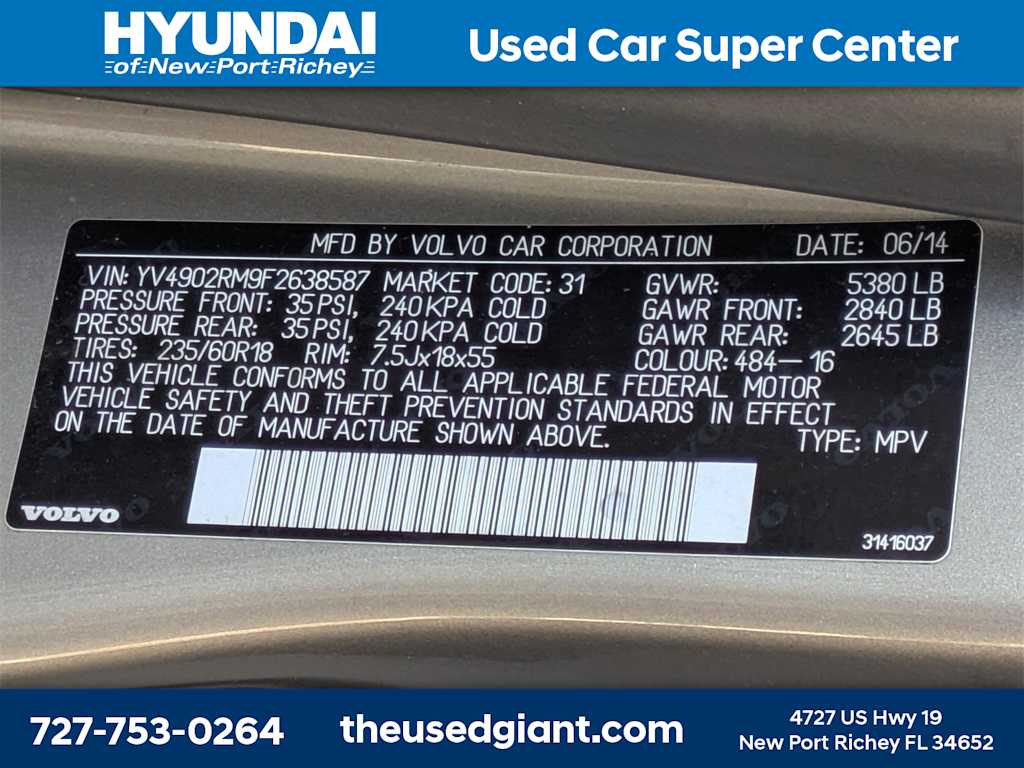 HYUNDAI
of New Port Richey
Used Car Super Center
MFD BY VOLVO CAR CORPORATION DATE: 06/14
VIN: YV4902RM9F2638587 MARKET CODE: 31 GVWR: 5380 LB
PRESSURE FRONT: 35 PSI, 240 KPA COLD GAWR FRONT: 2840 LB
PRESSURE REAR: 35 PSI, 240 KPA COLD GAWR REAR: 2645 LB
TIRES: 235/60R18 RIM: 7.5Jx18x55 COLOUR: 484-16
THIS VEHICLE CONFORMS TO ALL APPLICABLE FEDERAL MOTOR
VEHICLE SAFETY AND THEFT PREVENTION STANDARDS IN EFFECT
ON THE DATE OF MANUFACTURE SHOWN ABOVE. TYPE: MPV
VOLVO
31416037
727-753-0264
theusedgiant.com
4727 US Hwy 19
New Port Richey FL 34652